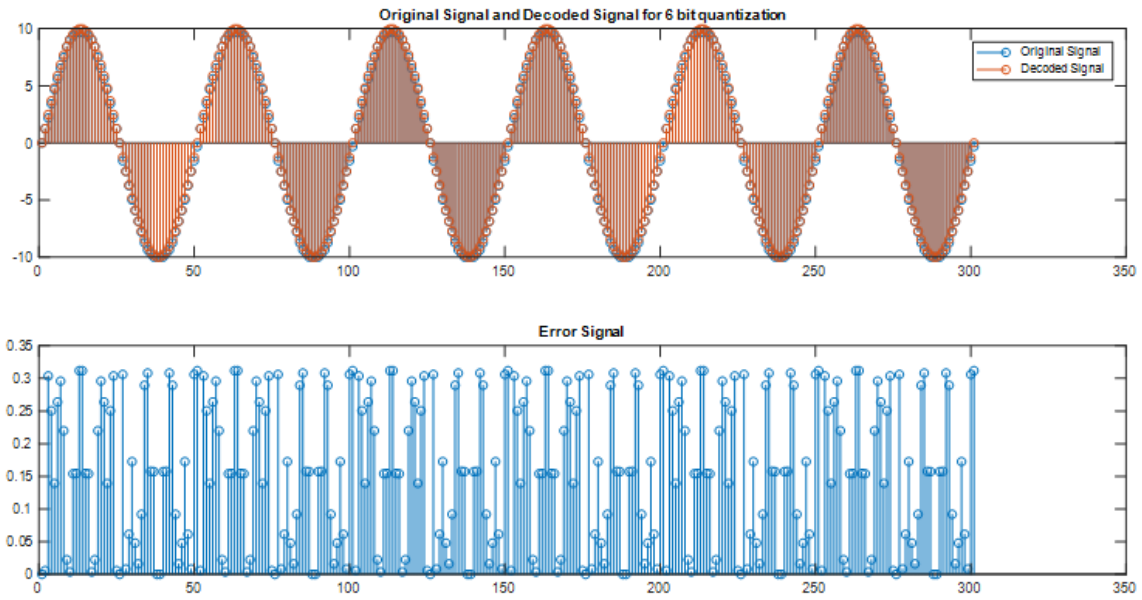 Original Signal and Decoded Signal for 6 bit quantization
10
5
0
-5
-10
0 50 100 150 200 250 300 350
Original Signal
Decoded Signal
Error Signal
0.35
0.3
0.25
0.2
0.15
0.1
0.05
0
0 50 100 150 200 250 300 350